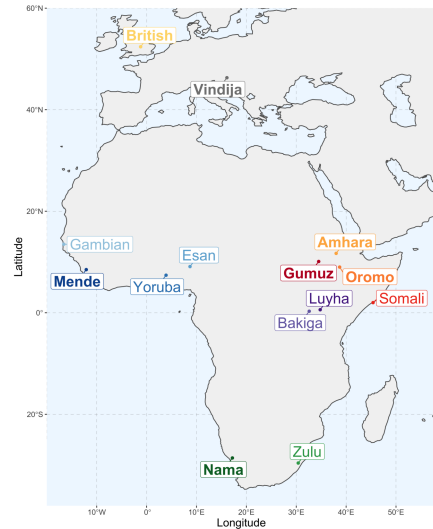 60°N
British
Vindija
40°N
20°N
Latitude
Amhara
Gambian
Esan
Gumuz
Oromo
Mende
Yoruba
Luyha
Somali
0°
Bakiga
20°S
Zulu
Nama
10°W
0°
10°E
20°E
30°E
40°E
50°E
Longitude